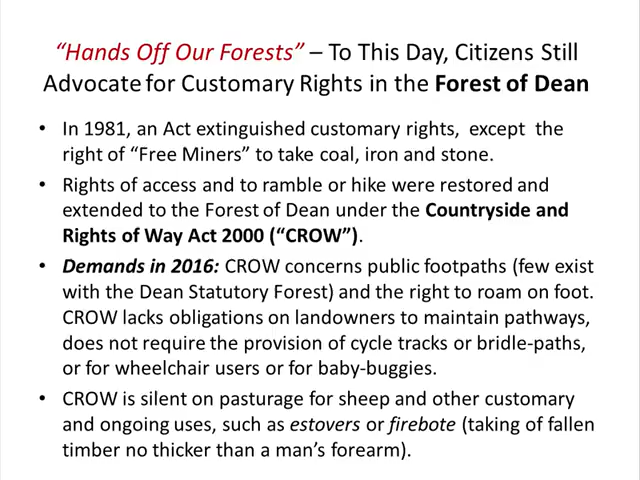 “Hands Off Our Forests” – To This Day, Citizens Still
Advocate for Customary Rights in the Forest of Dean
• In 1981, an Act extinguished customary rights, except the
right of “Free Miners” to take coal, iron and stone.
• Rights of access and to ramble or hike were restored and
extended to the Forest of Dean under the Countryside and
Rights of Way Act 2000 (“CROW”).
• Demands in 2016: CROW concerns public footpaths (few exist
with the Dean Statutory Forest) and the right to roam on foot.
CROW lacks obligations on landowners to maintain pathways,
does not require the provision of cycle tracks or bridle-paths,
or for wheelchair users or for baby-buggies.
• CROW is silent on pasturage for sheep and other customary
and ongoing uses, such as estovers or firebote (taking of fallen
timber no thicker than a man’s forearm).